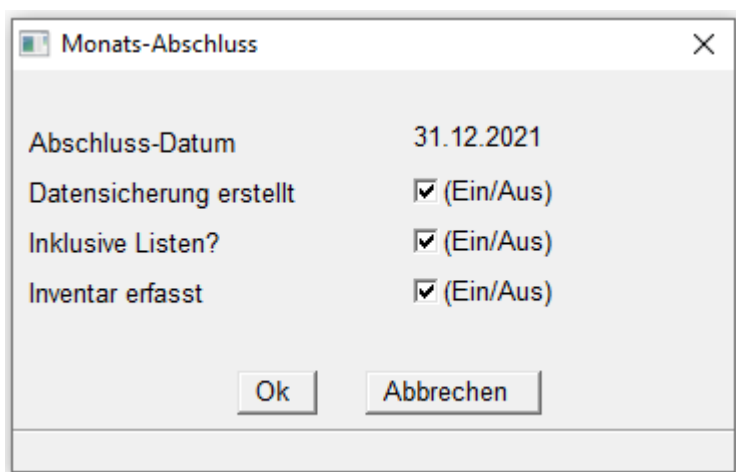 Monats-Abschluss
Abschluss-Datum 31.12.2021
Datensicherung erstellt (Ein/Aus)
Inklusive Listen? (Ein/Aus)
Inventar erfasst (Ein/Aus)
Ok Abbrechen